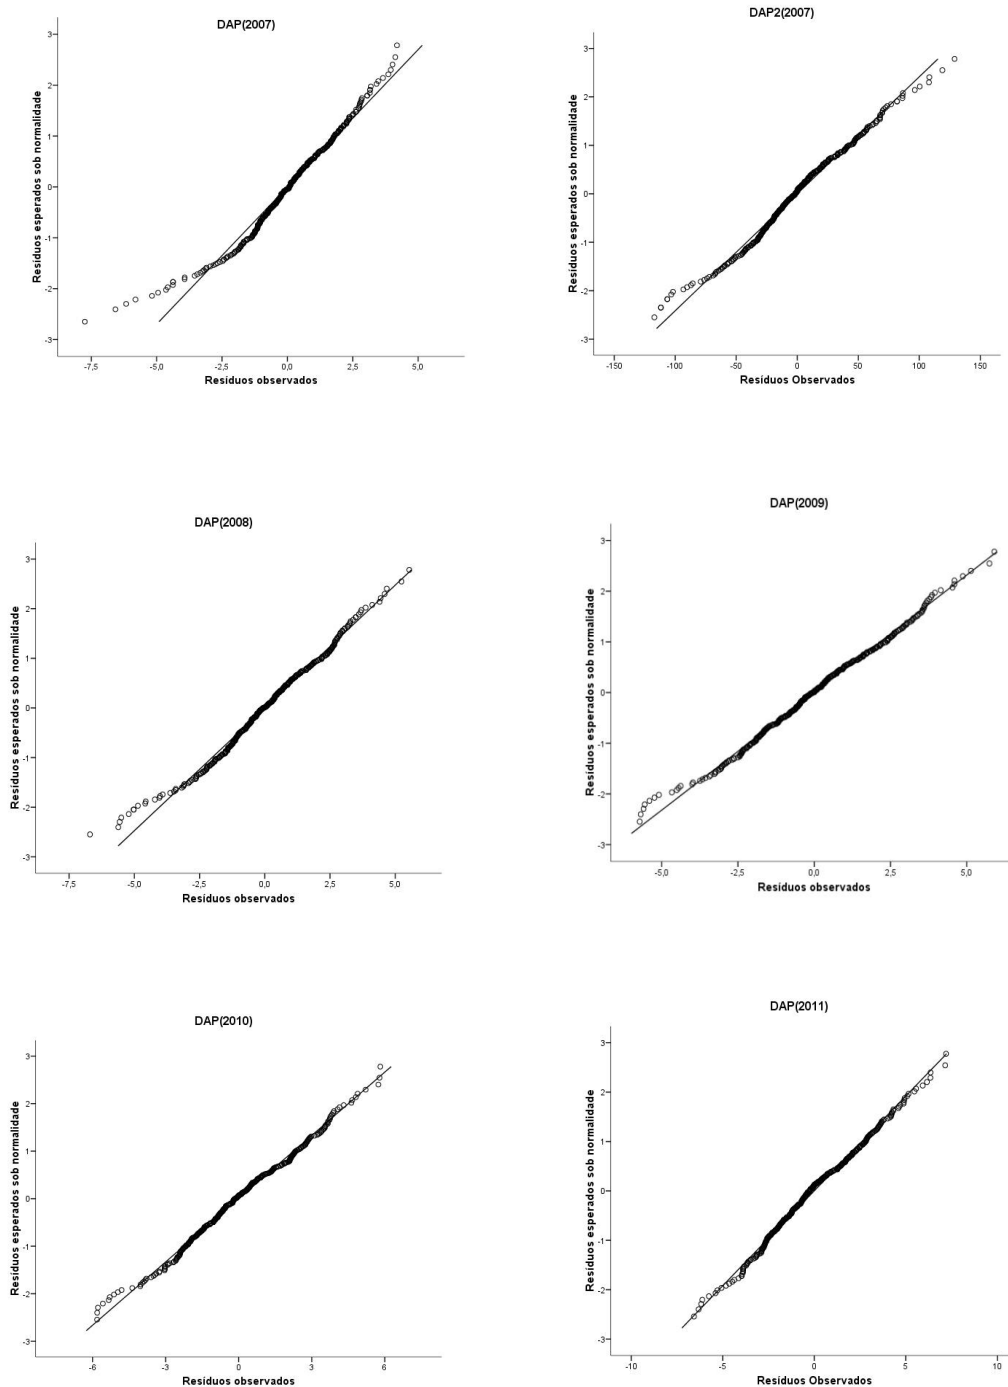 DAP(2007)
3
2
1
0
-1
-2
-3
Resíduos esperados sob normalidade
-7,5 -5,0 -2,5 0,0 2,5 5,0
Resíduos observados
DAP2(2007)
3
2
1
0
-1
-2
-3
Resíduos esperados sob normalidade
-150 -100 -50 0 50 100 150
Resíduos Observados
DAP(2008)
3
2
1
0
-1
-2
-3
Resíduos esperados sob normalidade
-7,5 -5,0 -2,5 0,0 2,5 5,0
Resíduos observados
DAP(2009)
3
2
1
0
-1
-2
-3
Resíduos esperados sob normalidade
-5,0 -2,5 0,0 2,5 5,0
Resíduos observados
DAP(2010)
3
2
1
0
-1
-2
-3
Resíduos esperados sob normalidade
-6 -3 0 3 6
Resíduos observados
DAP(2011)
3
2
1
0
-1
-2
-3
Resíduos esperados sob normalidade
-10 -5 0 5 10
Resíduos Observados